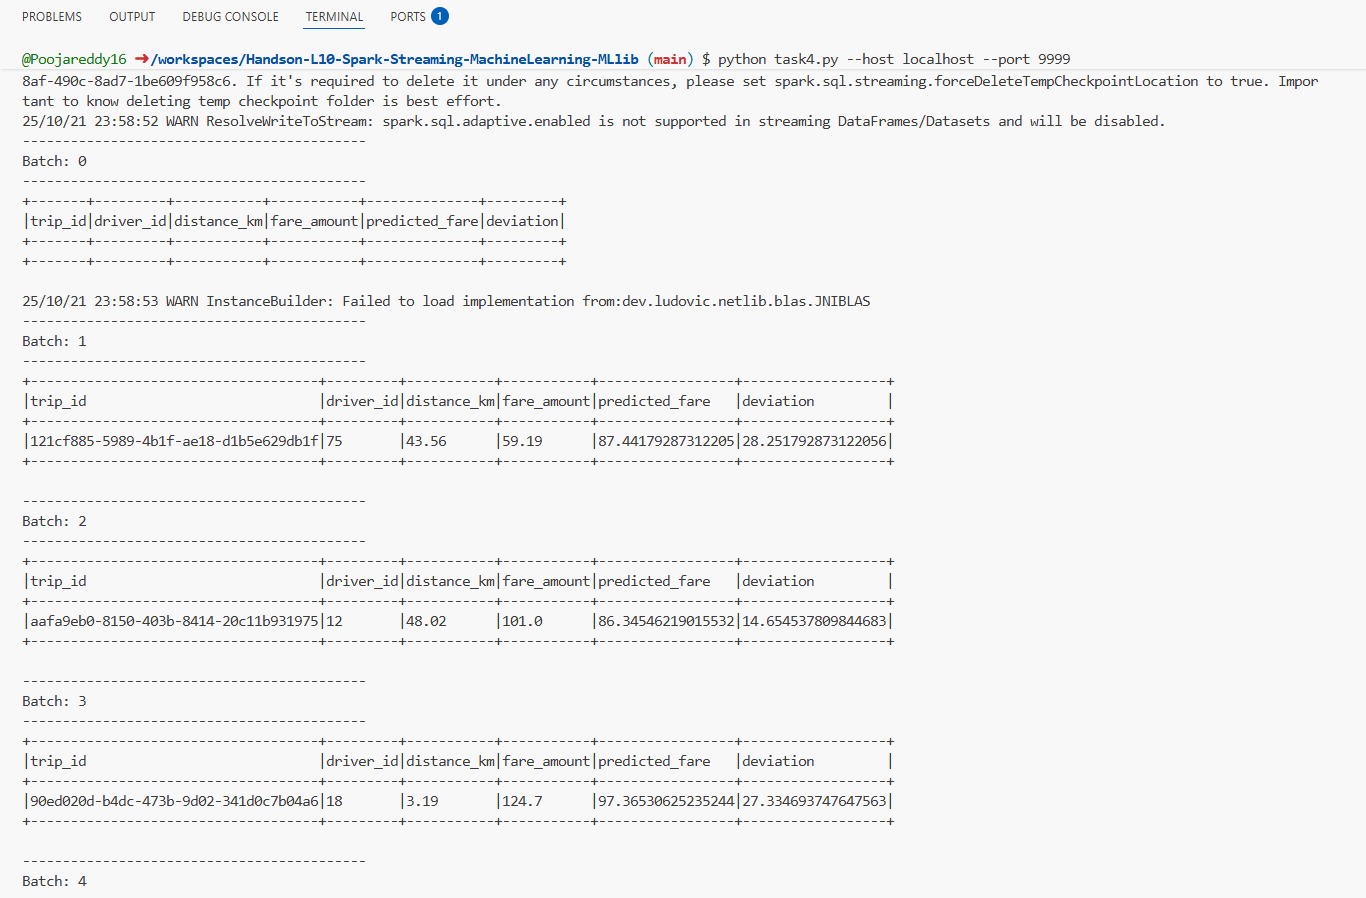 PROBLEMS OUTPUT DEBUG CONSOLE TERMINAL PORTS 1
@Poojareddy16 ➜/workspaces/Handson-L10-Spark-Streaming-MachineLearning-MLlib (main) $ python task4.py --host localhost --port 9999
8af-490c-8ad7-1be609f958c6. If it's required to delete it under any circumstances, please set spark.sql.streaming.forceDeleteTempCheckpointLocation to true. Impor
tant to know deleting temp checkpoint folder is best effort.
25/10/21 23:58:52 WARN ResolveWriteToStream: spark.sql.adaptive.enabled is not supported in streaming DataFrames/Datasets and will be disabled.
-------------------------------------------
Batch: 0
-------------------------------------------
+-------+---------+-----------+-----------+--------------+---------+
|trip_id|driver_id|distance_km|fare_amount|predicted_fare|deviation|
+-------+---------+-----------+-----------+--------------+---------+
+-------+---------+-----------+-----------+--------------+---------+
25/10/21 23:58:53 WARN InstanceBuilder: Failed to load implementation from:dev.ludovic.netlib.blas.JNIBLAS
-------------------------------------------
Batch: 1
-------------------------------------------
+------------------------------------+---------+-----------+-----------+-----------------+------------------+
|trip_id                             |driver_id|distance_km|fare_amount|predicted_fare   |deviation         |
+------------------------------------+---------+-----------+-----------+-----------------+------------------+
|121cf885-5989-4b1f-ae18-d1b5e629db1f|75       |43.56      |59.19      |87.44179287312205|28.251792873122056|
+------------------------------------+---------+-----------+-----------+-----------------+------------------+
-------------------------------------------
Batch: 2
-------------------------------------------
+------------------------------------+---------+-----------+-----------+-----------------+------------------+
|trip_id                             |driver_id|distance_km|fare_amount|predicted_fare   |deviation         |
+------------------------------------+---------+-----------+-----------+-----------------+------------------+
|aafa9eb0-8150-403b-8414-20c11b931975|12       |48.02      |101.0      |86.34546219015532|14.654537809844683|
+------------------------------------+---------+-----------+-----------+-----------------+------------------+
-------------------------------------------
Batch: 3
-------------------------------------------
+------------------------------------+---------+-----------+-----------+-----------------+------------------+
|trip_id                             |driver_id|distance_km|fare_amount|predicted_fare   |deviation         |
+------------------------------------+---------+-----------+-----------+-----------------+------------------+
|90ed020d-b4dc-473b-9d02-341d0c7b04a6|18       |3.19       |124.7      |97.36530625235244|27.334693747647563|
+------------------------------------+---------+-----------+-----------+-----------------+------------------+
-------------------------------------------
Batch: 4